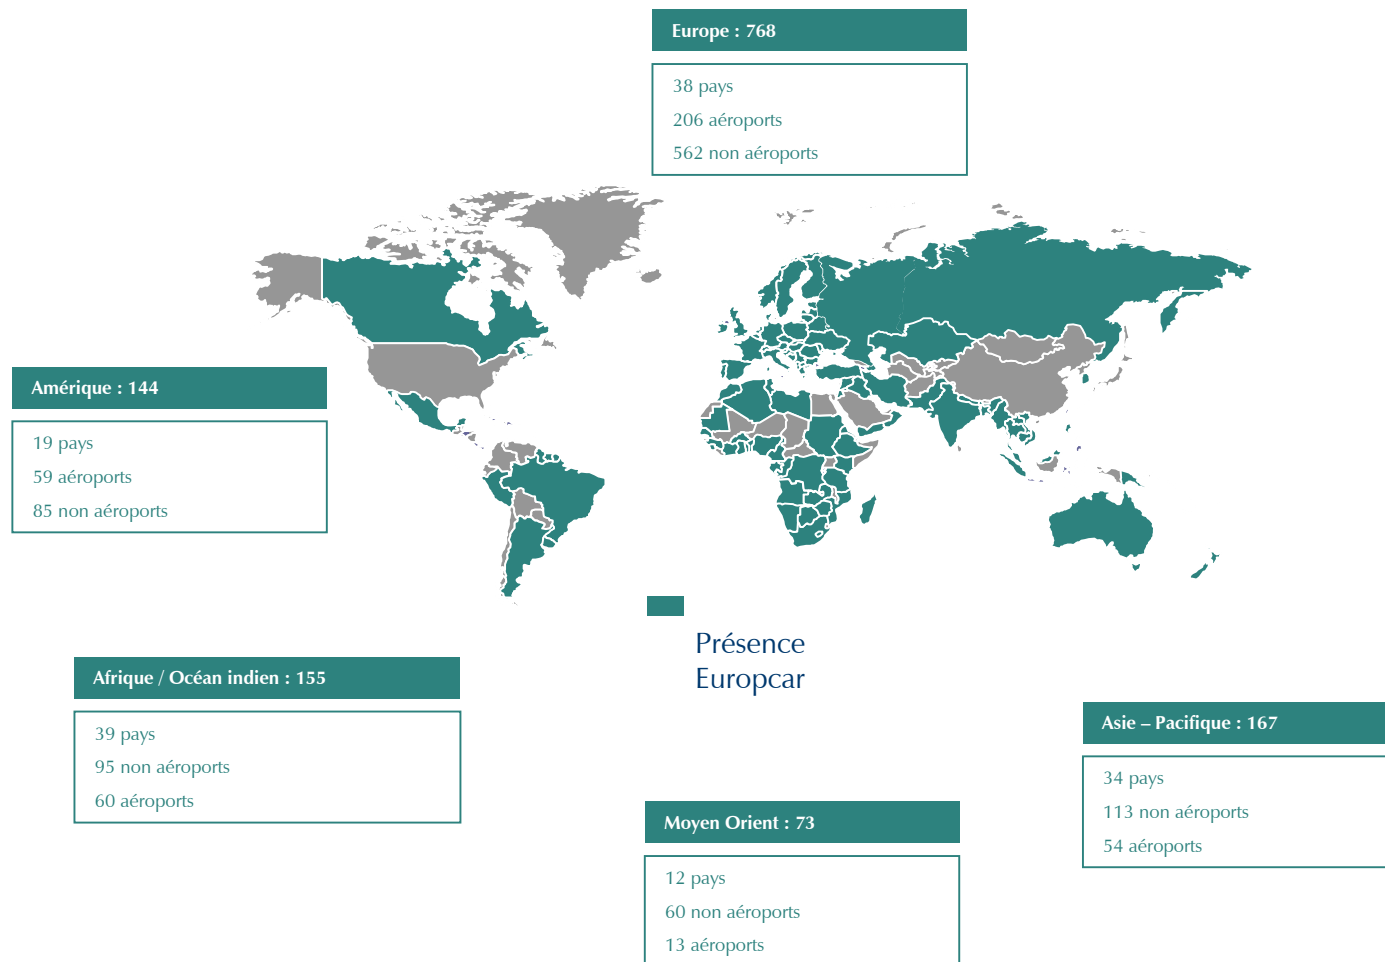 Europe : 768
38 pays
206 aéroports
562 non aéroports
Amérique : 144
19 pays
59 aéroports
85 non aéroports
Présence
Europcar
Afrique / Océan indien : 155
39 pays
95 non aéroports
60 aéroports
Asie – Pacifique : 167
34 pays
113 non aéroports
54 aéroports
Moyen Orient : 73
12 pays
60 non aéroports
13 aéroports